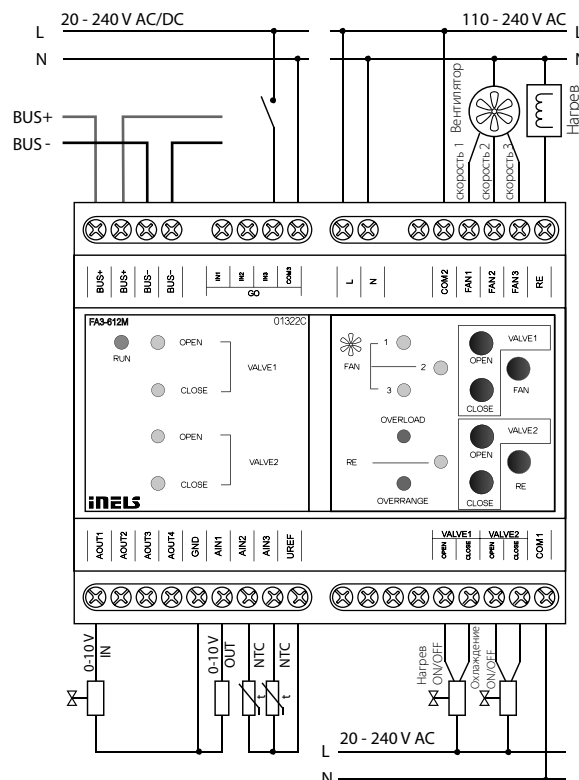 20 - 240 V AC/DC
110 - 240 V AC
L
L
N
N
BUS+
BUS -
скорость 1
Вентилятор
скорость 2
скорость 3
Нагрев
BUS+
BUS+
BUS-
BUS-
IN1
IN2
IN3
COM3
GO
L
N
COM2
FAN1
FAN2
FAN3
RE
FA3-612M
01322C
RUN
OPEN
CLOSE
VALVE1
OPEN
CLOSE
VALVE2
iNELS
FAN
1
2
3
OVERLOAD
RE
OVERRANGE
VALVE1
OPEN
CLOSE
FAN
VALVE2
OPEN
CLOSE
RE
AOUT1
AOUT2
AOUT3
AOUT4
GND
AIN1
AIN2
AIN3
UREF
VALVE1
VALVE2
OPEN
CLOSE
OPEN
CLOSE
COM1
0-10 V
IN
0-10 V
OUT
NTC
NTC
t
t
Нагрев
ON/OFF
Охлаждение
ON/OFF
20 - 240 V AC
L
N